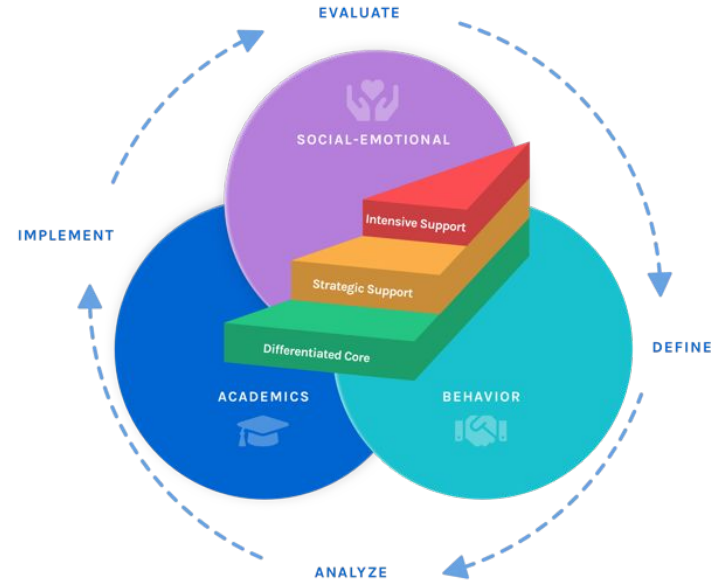 EVALUATE
SOCIAL-EMOTIONAL
Intensive Support
IMPLEMENT
Strategic Support
Differentiated Core
DEFINE
ACADEMICS
BEHAVIOR
ANALYZE